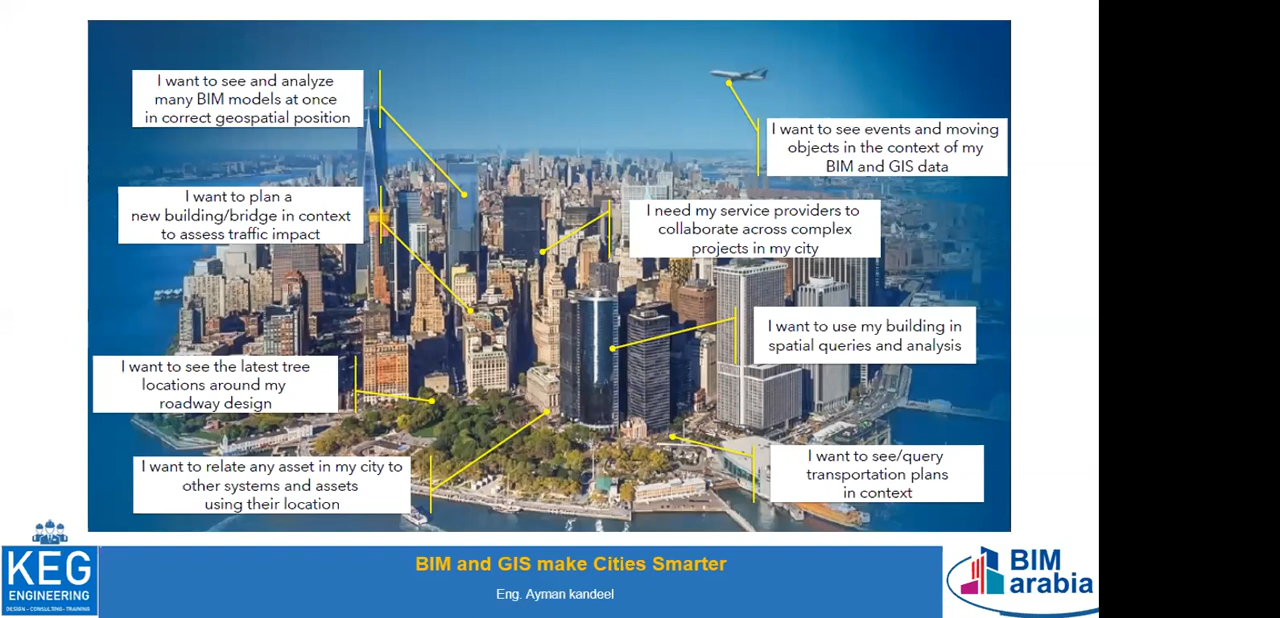 I want to see and analyze
many BIM models at once
in correct geospatial position
I want to see events and moving
objects in the context of my
BIM and GIS data
I want to plan a
new building/bridge in context
to assess traffic impact
I need my service providers to
collaborate across complex
projects in my city
I want to use my building in
spatial queries and analysis
I want to see the latest tree
locations around my
roadway design
I want to relate any asset in my city to
other systems and assets
using their location
I want to see/query
transportation plans
in context
KEG
ENGINEERING
DESIGN - CONSULTING - TRAINING
BIM and GIS make Cities Smarter
Eng. Ayman kandeel
BIM
arabia